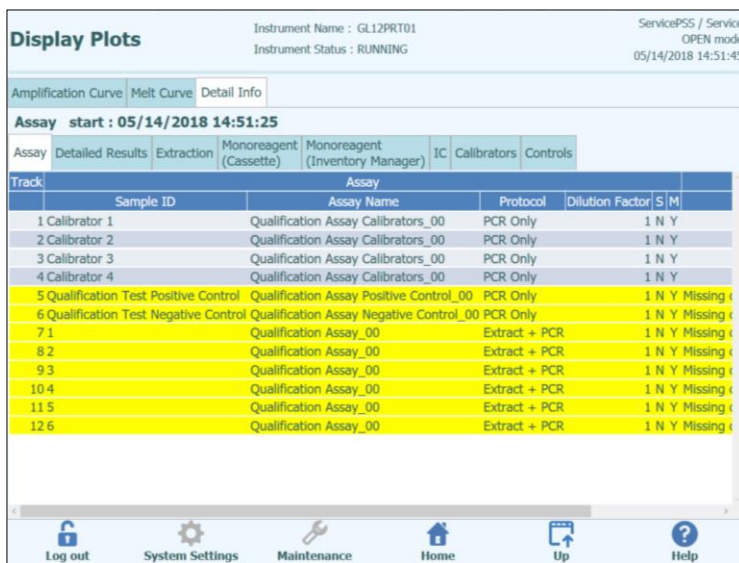 Display Plots
Instrument Name : GL12PRT01
Instrument Status : RUNNING
ServicePSS / Service
OPEN mode
05/14/2018 14:51:45
Amplification Curve Melt Curve Detail Info
Assay start : 05/14/2018 14:51:25
Assay Detailed Results Extraction Monoreagent (Cassette) Monoreagent (Inventory Manager) IC Calibrators Controls
Track Assay
Sample ID Assay Name Protocol Dilution Factor S M
1 Calibrator 1 Qualification Assay Calibrators_00 PCR Only 1 N Y
2 Calibrator 2 Qualification Assay Calibrators_00 PCR Only 1 N Y
3 Calibrator 3 Qualification Assay Calibrators_00 PCR Only 1 N Y
4 Calibrator 4 Qualification Assay Calibrators_00 PCR Only 1 N Y
5 Qualification Test Positive Control Qualification Assay Positive Control_00 PCR Only 1 N Y Missing
6 Qualification Test Negative Control Qualification Assay Negative Control_00 PCR Only 1 N Y Missing
7 1 Qualification Assay_00 Extract + PCR 1 N Y Missing
8 2 Qualification Assay_00 Extract + PCR 1 N Y Missing
9 3 Qualification Assay_00 Extract + PCR 1 N Y Missing
10 4 Qualification Assay_00 Extract + PCR 1 N Y Missing
11 5 Qualification Assay_00 Extract + PCR 1 N Y Missing
12 6 Qualification Assay_00 Extract + PCR 1 N Y Missing
Log out System Settings Maintenance Home Up Help